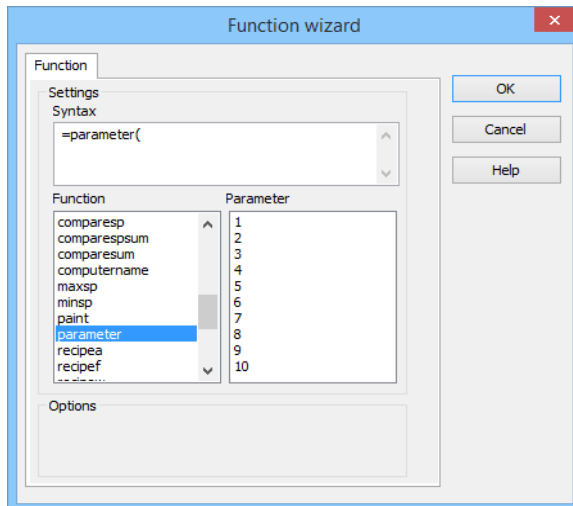 Function wizard
Function
Settings
Syntax
=parameter(
Function
comparesp
comparespsum
comparesum
computername
maxsp
minsp
paint
parameter
recipea
recipef
Parameter
1
2
3
4
5
6
7
8
9
10
Options
OK
Cancel
Help